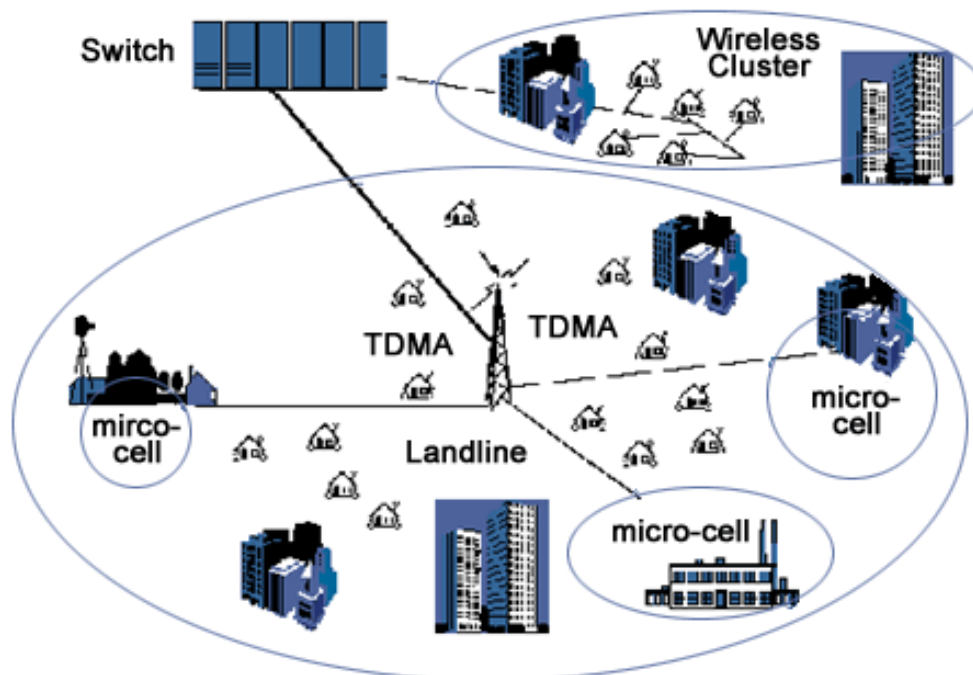 Switch
Wireless
Cluster
TDMA
TDMA
mirco-
cell
micro-
cell
Landline
micro-cell